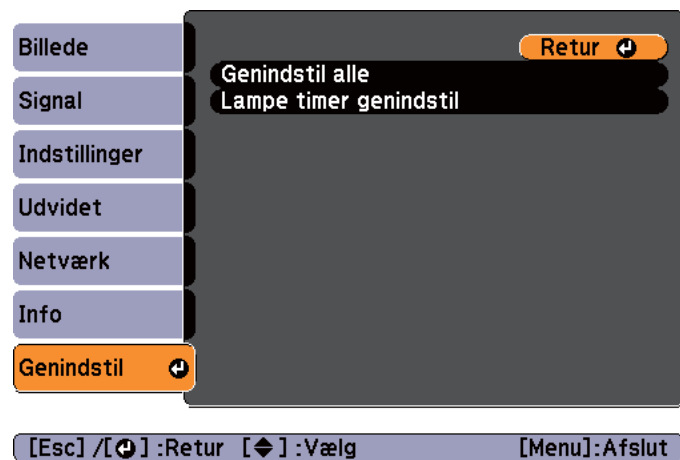 Billede
Signal
Indstillinger
Udvidet
Netværk
Info
Genindstil
Retur
Genindstil alle
Lampe timer genindstil
[Esc] /[⏎] :Retur [◆] :Vælg [Menu]:Afslut